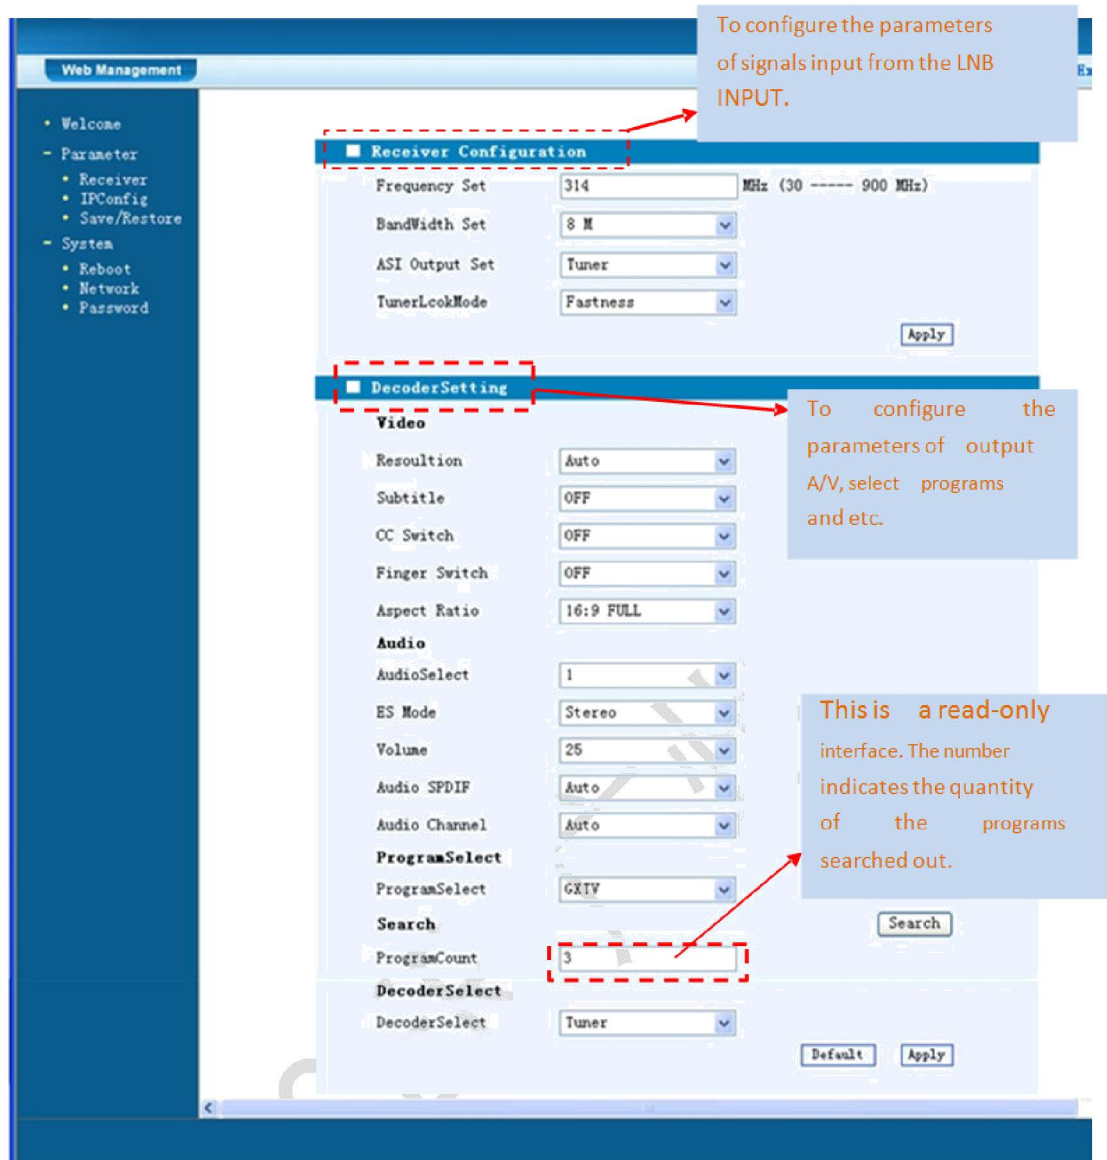 To configure the parameters
of signals input from the LNB
INPUT.
Web Management
• Welcome
- Parameter
• Receiver
• IPConfig
• Save/Restore
- System
• Reboot
• Network
• Password
Receiver Configuration
Frequency Set 314 MHz (30 ----- 900 MHz)
BandWidth Set 8 M
ASI Output Set Tuner
TunerLcokMode Fastness
Apply
DecoderSetting
To configure the
parameters of output
A/V, select programs
and etc.
Video
Resoultion Auto
Subtitle OFF
CC Switch OFF
Finger Switch OFF
Aspect Ratio 16:9 FULL
Audio
AudioSelect 1
ES Mode Stereo
Volume 25
Audio SPDIF Auto
Audio Channel Auto
This is a read-only
interface. The number
indicates the quantity
of the programs
searched out.
ProgramSelect
ProgramSelect GXTV
Search Search
ProgramCount 3
DecoderSelect
DecoderSelect Tuner
Default Apply